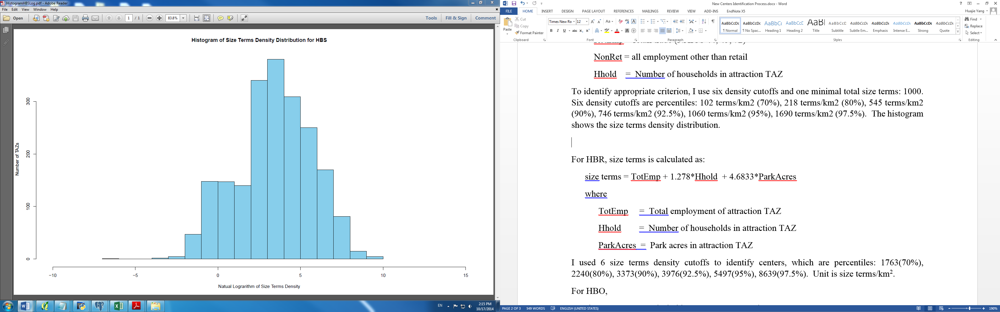 HistogramHBSLog.pdf - Adobe Reader
File Edit View Window Help
Open
1 / 1
83.8%
Tools Fill & Sign Comment
Histogram of Size Terms Density Distribution for HBS
Number of TAZs
300
200
100
0
−10 −5 0 5 10 15
Natual Lograrithm of Size Terms Density
EN
2:15 PM
10/17/2014
New Centers Identification Process.docx - Word
FILE HOME INSERT DESIGN PAGE LAYOUT REFERENCES MAILINGS REVIEW VIEW ADD-INS EndNote X5
Huajie Yang
Paste
Cut
Copy
Format Painter
Clipboard
Times New Ro 12
Font
Paragraph
AaBbCcDc AaBbCcDc AaBbCc AaBbCcE AaB AaBbCcC AaBbCcDc AaBbCcDc AaBbCcDc AaBbCcDc AaBbCcDc
¶ Normal ¶ No Spac... Heading 1 Heading 2 Title Subtitle Subtle Em... Emphasis Intense E... Strong Quote
Styles
Find
Replace
Select
Editing
NonRet = all employment other than retail
Hhold = Number of households in attraction TAZ
To identify appropriate criterion, I use six density cutoffs and one minimal total size terms: 1000.
Six density cutoffs are percentiles: 102 terms/km2 (70%), 218 terms/km2 (80%), 545 terms/km2
(90%), 746 terms/km2 (92.5%), 1060 terms/km2 (95%), 1690 terms/km2 (97.5%). The histogram
shows the size terms density distribution.
For HBR, size terms is calculated as:
size terms = TotEmp + 1.278*Hhold + 4.6833*ParkAcres
where
TotEmp = Total employment of attraction TAZ
Hhold = Number of households in attraction TAZ
ParkAcres = Park acres in attraction TAZ
I used 6 size terms density cutoffs to identify centers, which are percentiles: 1763(70%),
2240(80%), 3373(90%), 3976(92.5%), 5497(95%), 8639(97.5%). Unit is size terms/km².
For HBO,
PAGE 2 OF 3 549 WORDS ENGLISH (UNITED STATES)
190%